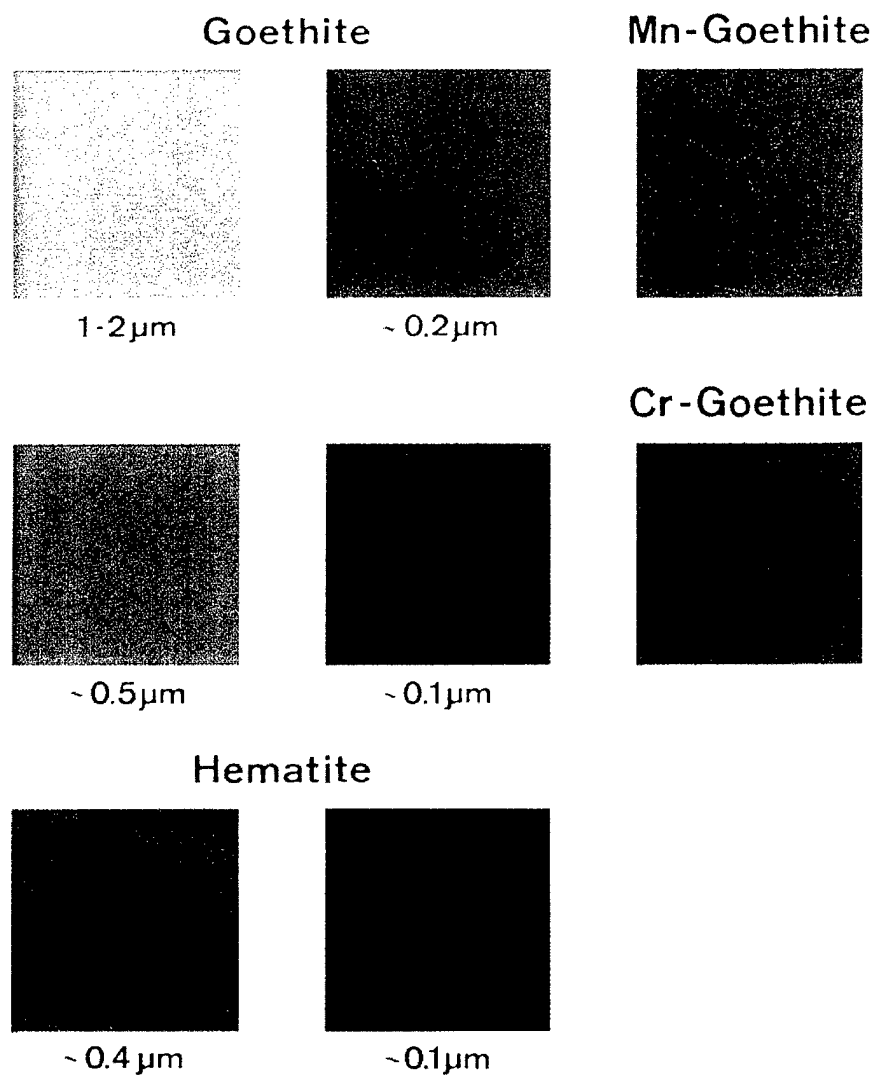 Goethite
Mn-Goethite
1-2µm
~ 0.2µm
Cr-Goethite
~ 0.5µm
~ 0.1µm
Hematite
~ 0.4µm
~0.1µm